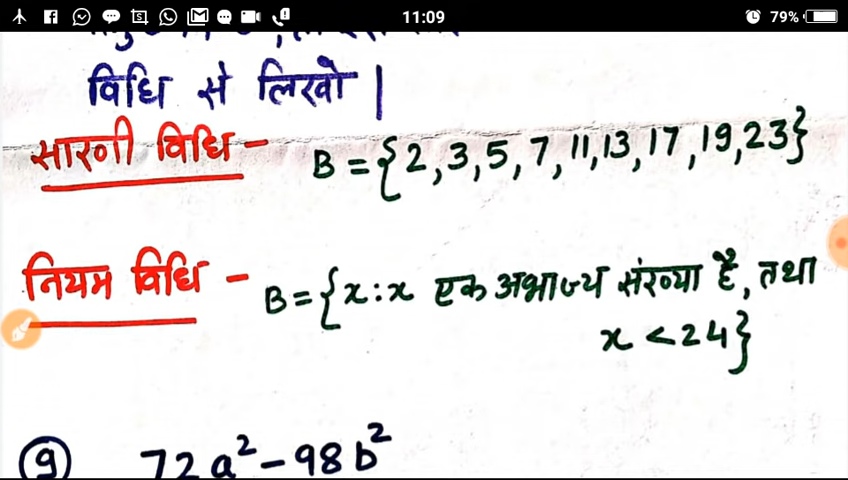 11:09
79%
विधि से लिखो |
सारणी विधि - B = {2, 3, 5, 7, 11, 13, 17, 19, 23}
नियम विधि - B = {x : x एक अभाज्य संख्या है, तथा
x < 24}
9 72a² - 98b²